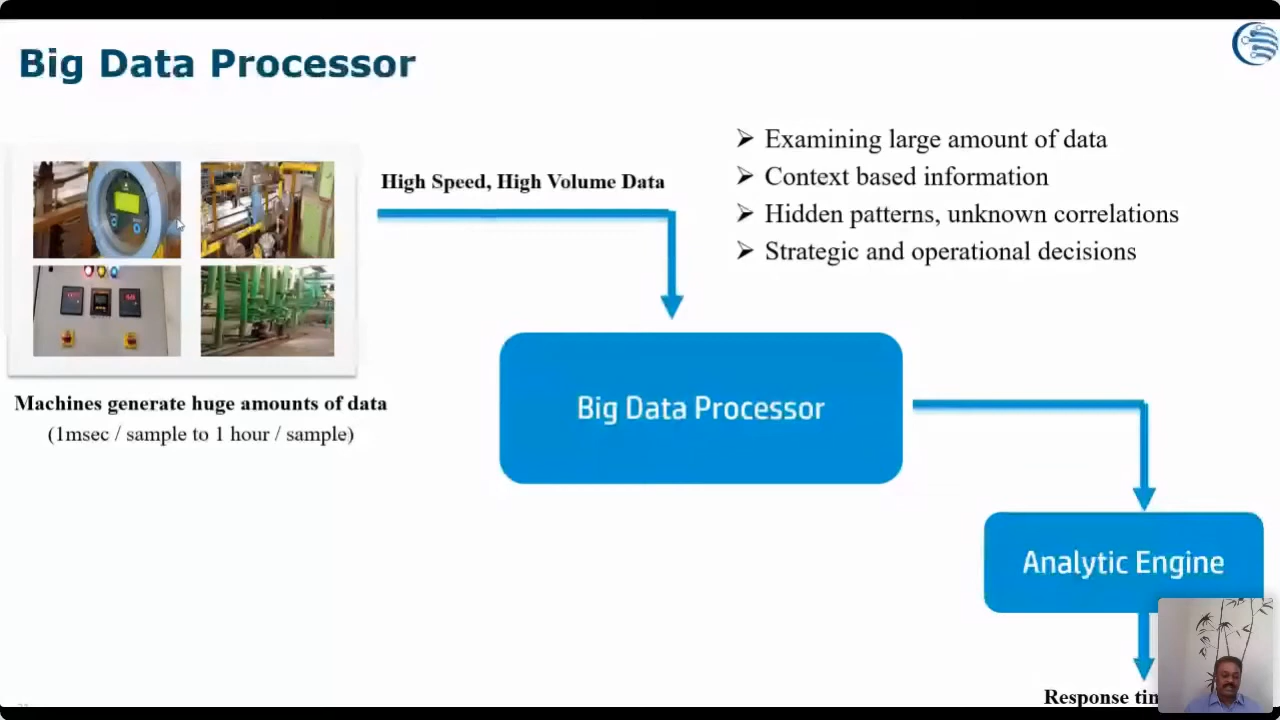 Big Data Processor
High Speed, High Volume Data
➢ Examining large amount of data
➢ Context based information
➢ Hidden patterns, unknown correlations
➢ Strategic and operational decisions
Machines generate huge amounts of data
(1msec / sample to 1 hour / sample)
Big Data Processor
Analytic Engine
Response